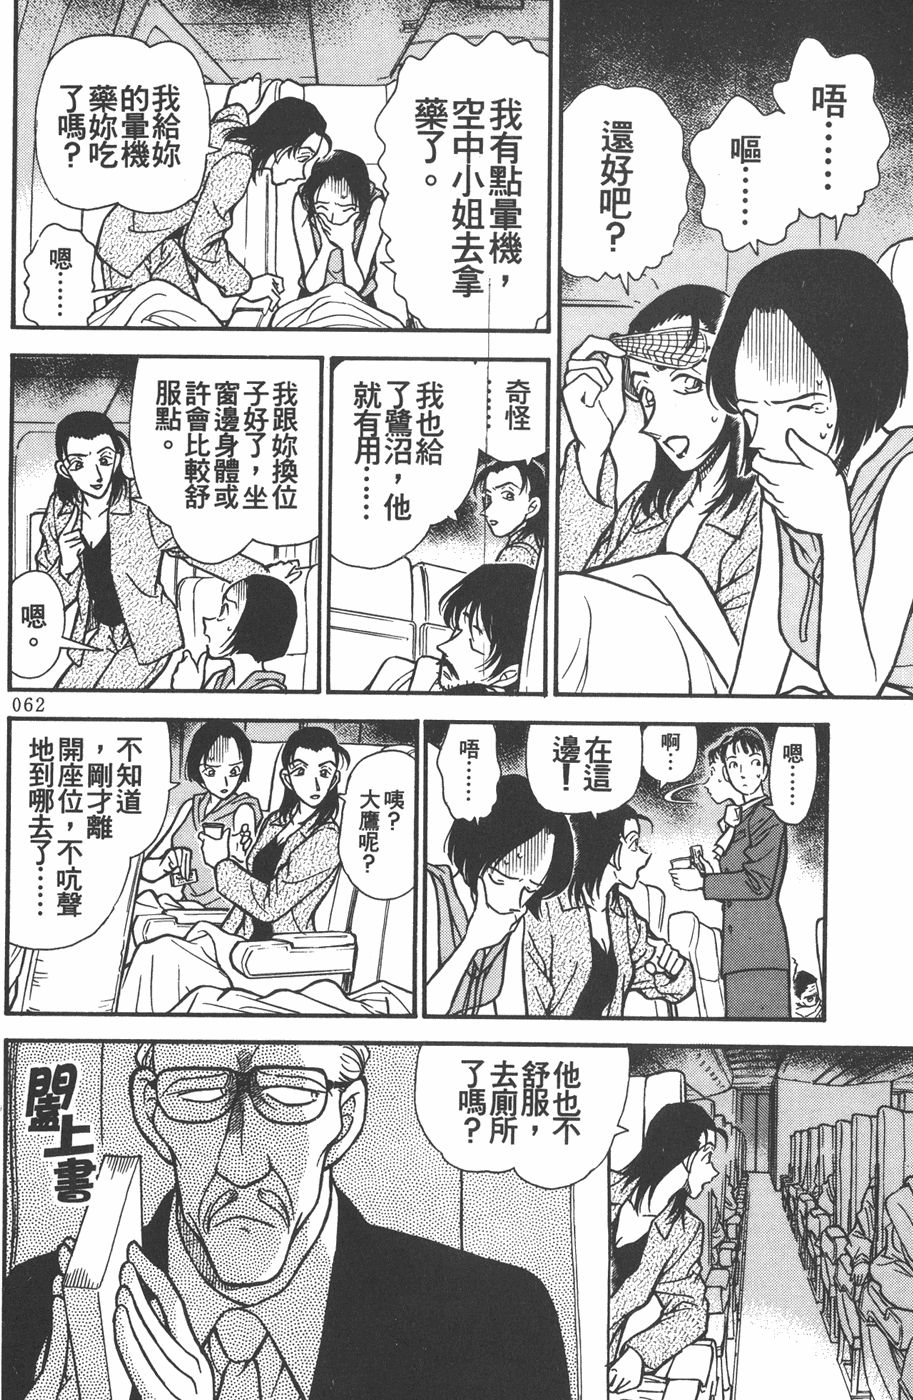 唔……
嘔……
還好吧？
我有點暈機，
空中小姐去拿
藥了。
我給妳
的暈機
藥妳吃
了嗎？
嗯……
奇怪
……
我也給
了鷺沼，他
就有用……
我跟妳換位
子好了，坐
窗邊身體或
許會比較舒
服點。
嗯。
062
嗯……
啊…
在這
邊！
唔……
咦？
大鷹呢？
不知道
，剛才離
開座位，不吭聲
地到哪去了……
他也不
舒服，
去廁所
了嗎？
闔上書